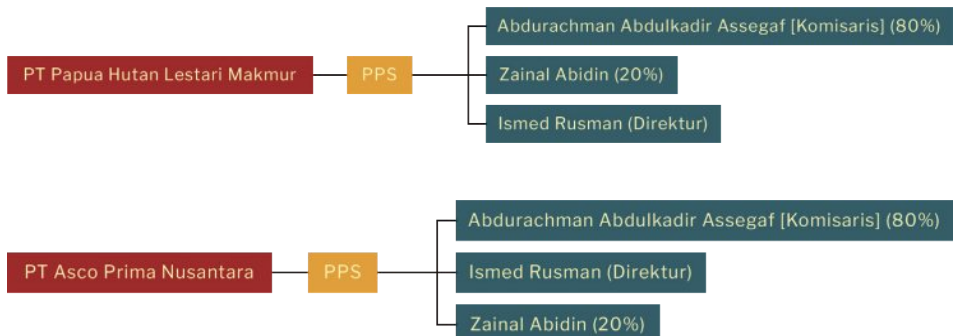 Abdurachman Abdulkadir Assegaf [Komisaris] (80%)
PT Papua Hutan Lestari Makmur
PPS
Zainal Abidin (20%)
Ismed Rusman (Direktur)
Abdurachman Abdulkadir Assegaf [Komisaris] (80%)
PT Asco Prima Nusantara
PPS
Ismed Rusman (Direktur)
Zainal Abidin (20%)